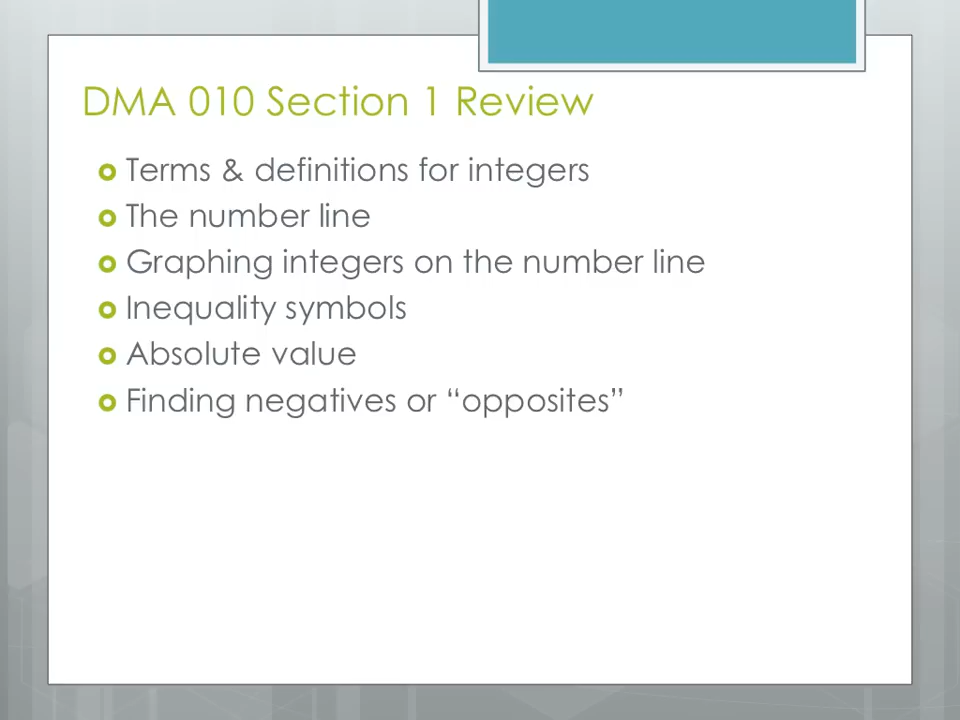 DMA 010 Section 1 Review
Terms & definitions for integers
The number line
Graphing integers on the number line
Inequality symbols
Absolute value
Finding negatives or “opposites”